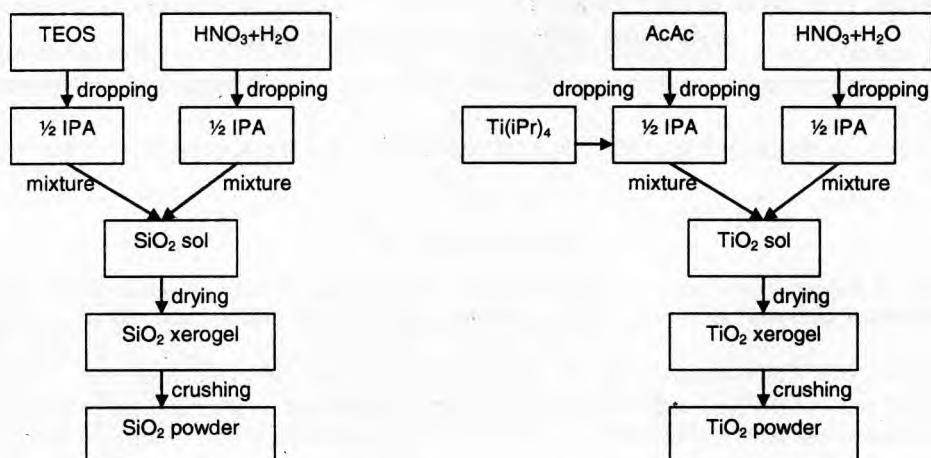 TEOS
HNO₃+H₂O
dropping
dropping
½ IPA
½ IPA
mixture
mixture
SiO₂ sol
drying
SiO₂ xerogel
crushing
SiO₂ powder
AcAc
HNO₃+H₂O
dropping
dropping
dropping
Ti(iPr)₄
½ IPA
½ IPA
mixture
mixture
TiO₂ sol
drying
TiO₂ xerogel
crushing
TiO₂ powder